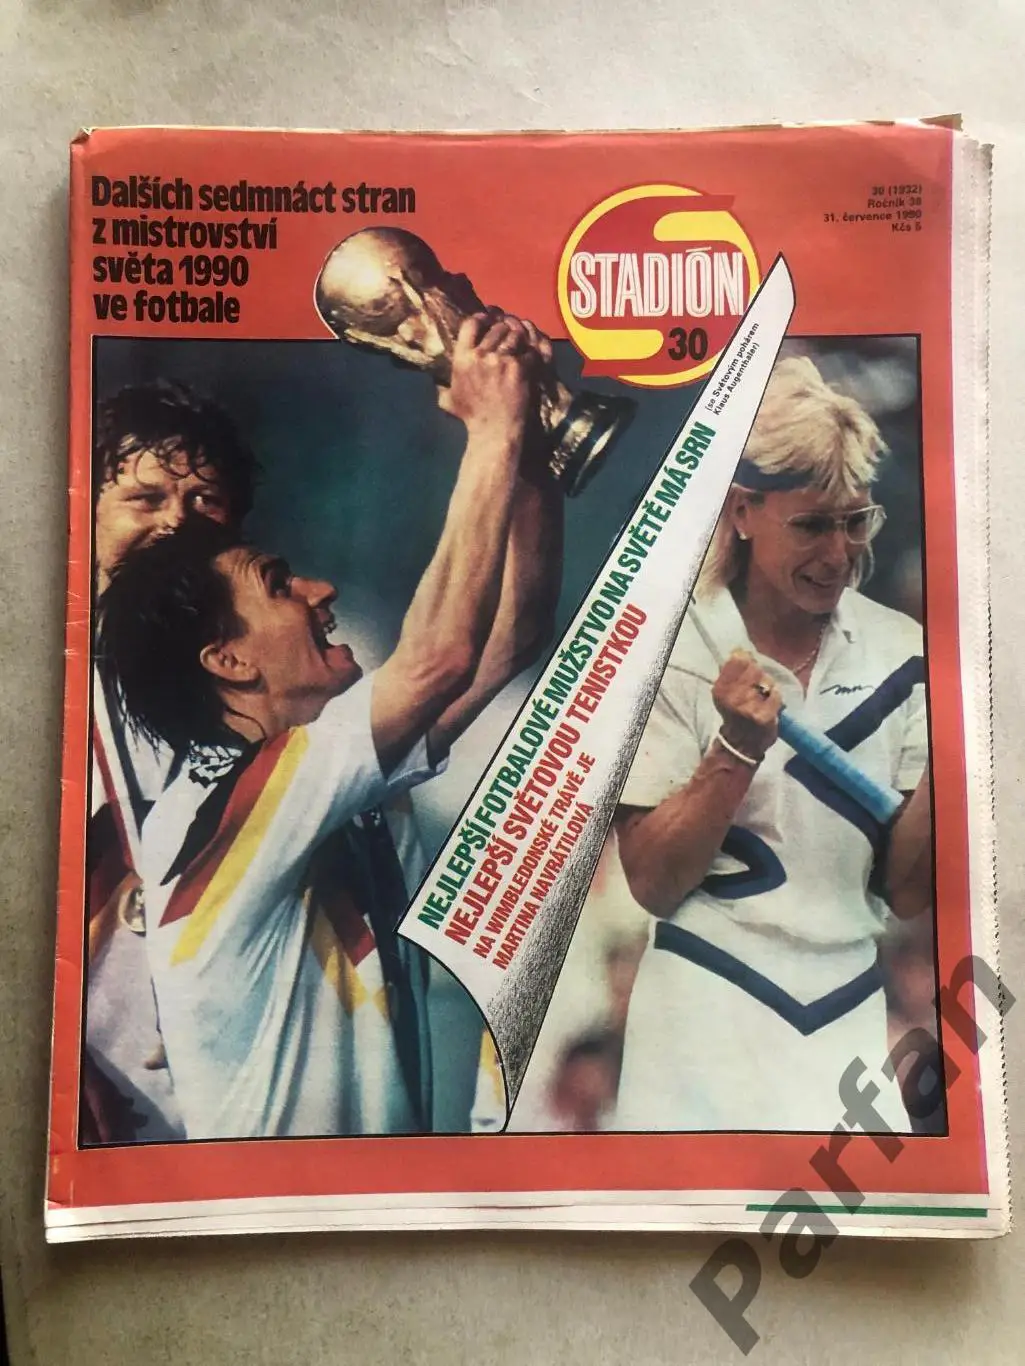 Dalších sedmnáct stran
z mistrovství
světa 1990
ve fotbale
30 (1932)
Ročník 38
31. července 1990
Kčs 5
STADIÓN
30
(se Světovým pohárem
Klaus Augenthaler)
NEJLEPŠÍ FOTBALOVÉ MUŽSTVO NA SVĚTĚ MÁ SRN
NEJLEPŠÍ SVĚTOVOU TENISTKOU
NA WIMBLEDONSKÉ TRÁVĚ JE
MARTINA NAVRÁTILOVÁ
Parfan